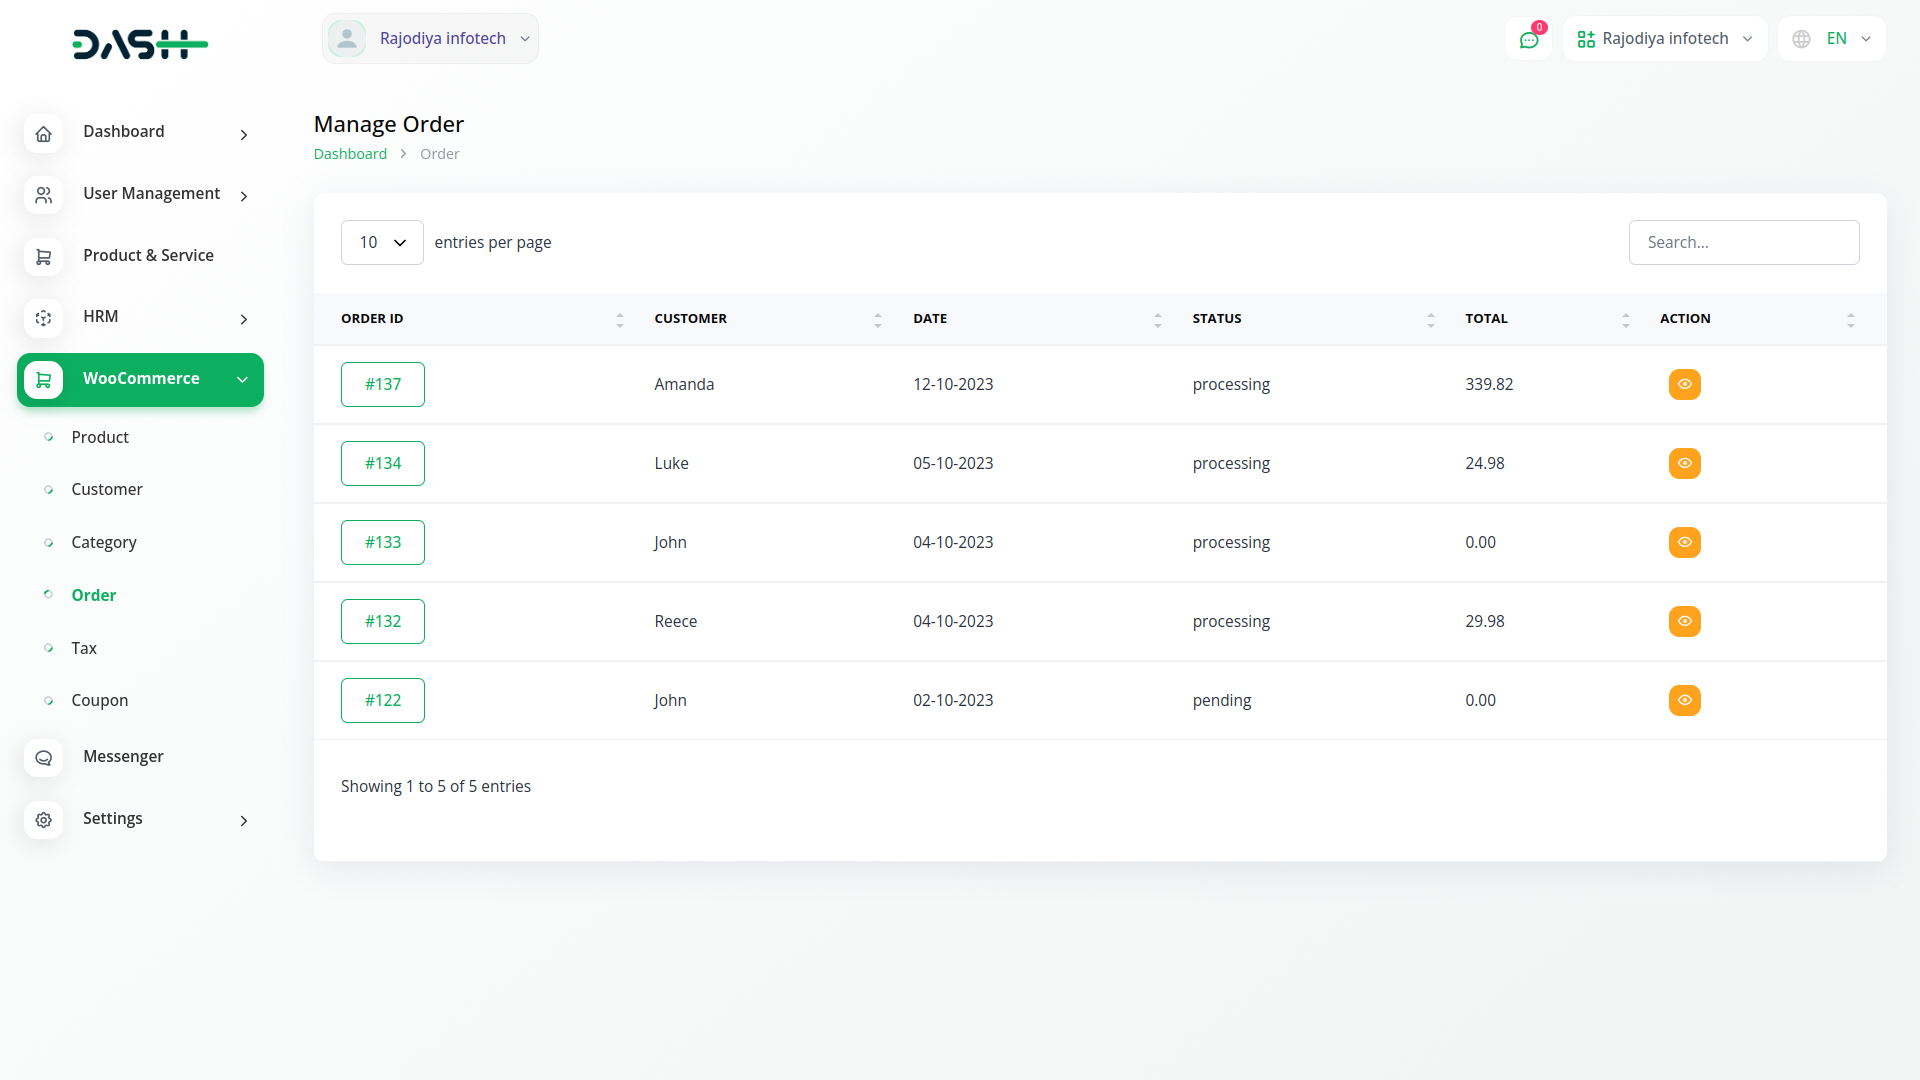 DASH
Rajodiya infotech
0
Rajodiya infotech
EN
Dashboard
User Management
Product & Service
HRM
WooCommerce
Product
Customer
Category
Order
Tax
Coupon
Messenger
Settings
Manage Order
Dashboard > Order
10 entries per page
Search...
ORDER ID CUSTOMER DATE STATUS TOTAL ACTION
#137 Amanda 12-10-2023 processing 339.82
#134 Luke 05-10-2023 processing 24.98
#133 John 04-10-2023 processing 0.00
#132 Reece 04-10-2023 processing 29.98
#122 John 02-10-2023 pending 0.00
Showing 1 to 5 of 5 entries